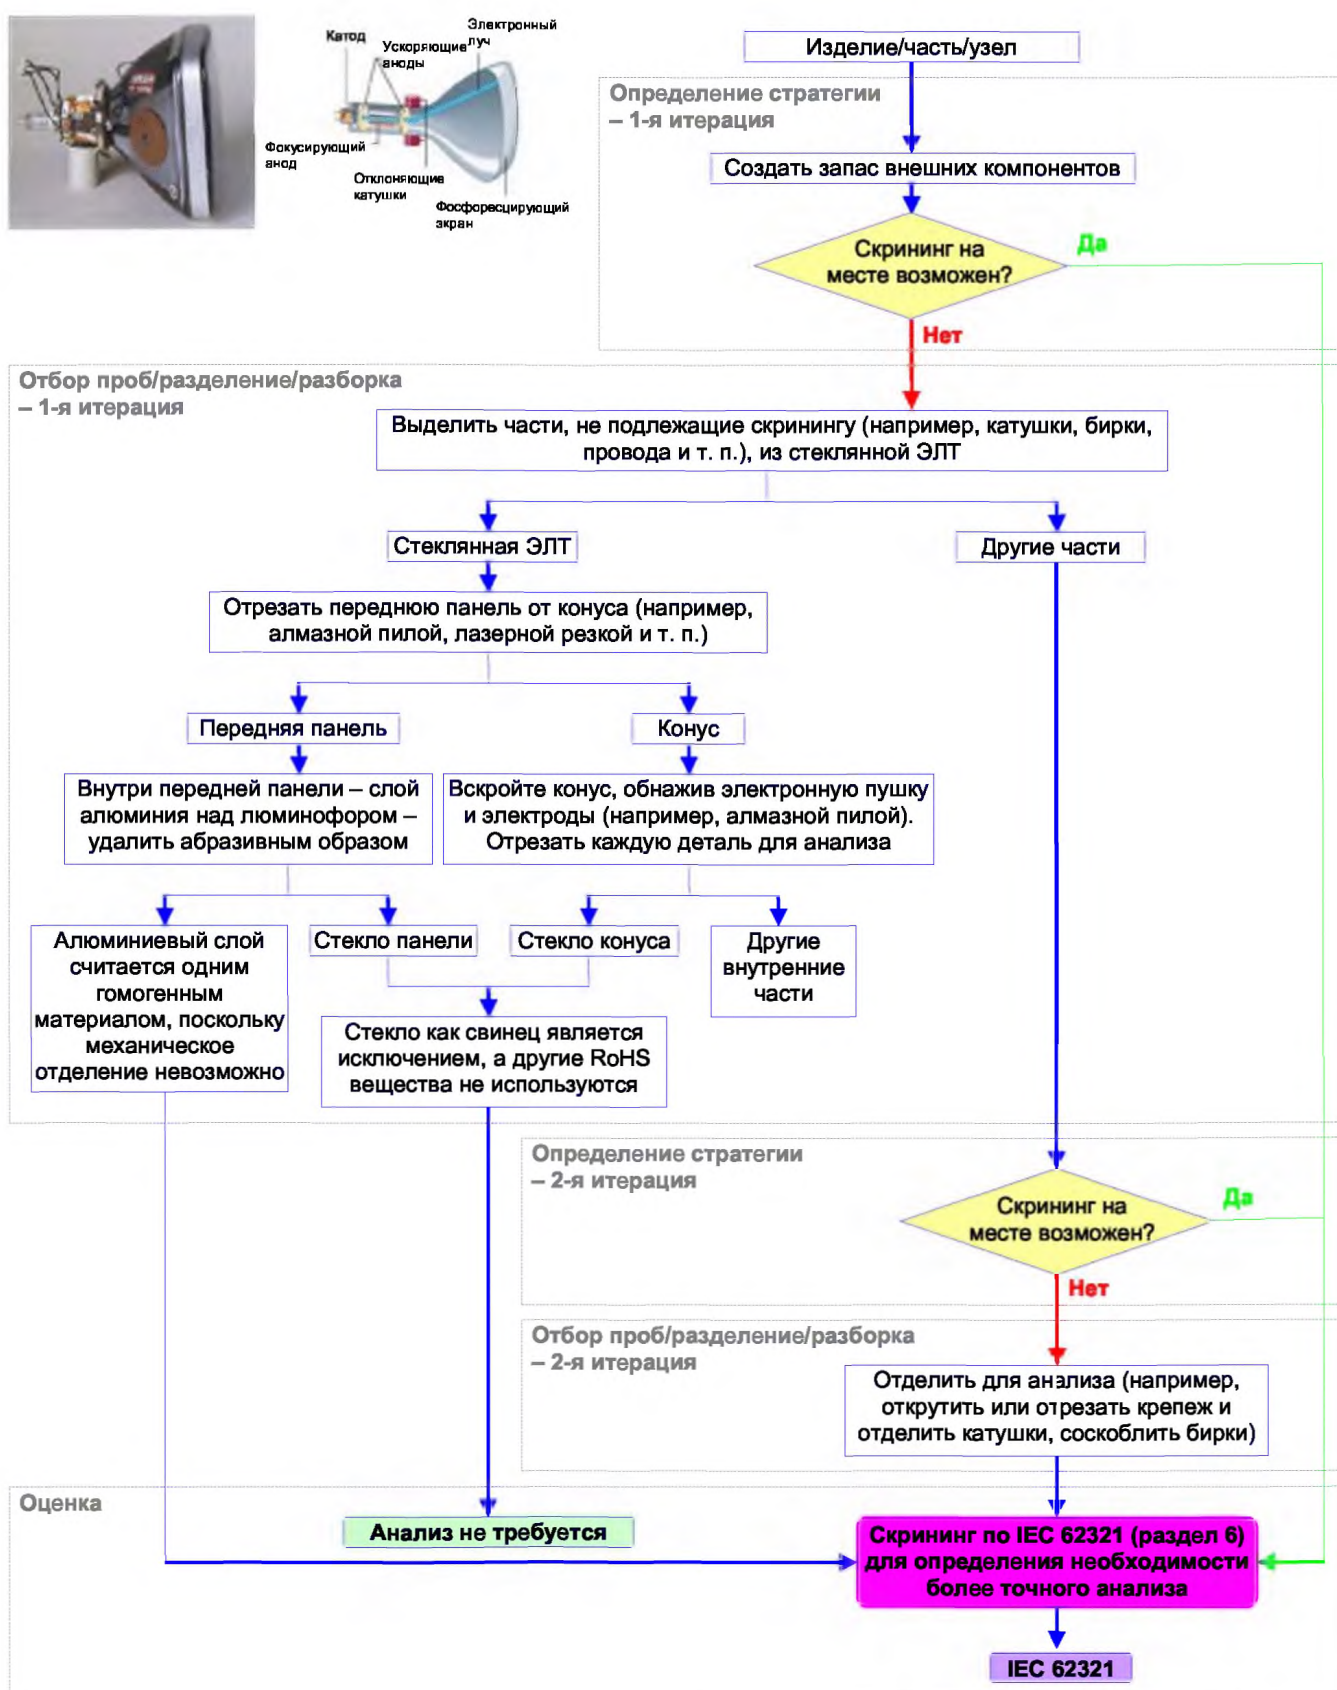 Катод
Ускоряющие
аноды
Электронный
луч
Фокусирующий
анод
Отклоняющие
катушки
Фосфоресцирующий
экран
Изделие/часть/узел
Определение стратегии
– 1-я итерация
Создать запас внешних компонентов
Скрининг на
месте возможен?
Да
Нет
Отбор проб/разделение/разборка
– 1-я итерация
Выделить части, не подлежащие скринингу (например, катушки, бирки,
провода и т. п.), из стеклянной ЭЛТ
Стеклянная ЭЛТ
Другие части
Отрезать переднюю панель от конуса (например,
алмазной пилой, лазерной резкой и т. п.)
Передняя панель
Конус
Внутри передней панели – слой
алюминия над люминофором –
удалить абразивным образом
Вскройте конус, обнажив электронную пушку
и электроды (например, алмазной пилой).
Отрезать каждую деталь для анализа
Алюминиевый слой
считается одним
гомогенным
материалом, поскольку
механическое
отделение невозможно
Стекло панели
Стекло конуса
Другие
внутренние
части
Стекло как свинец является
исключением, а другие RoHS
вещества не используются
Определение стратегии
– 2-я итерация
Скрининг на
месте возможен?
Да
Нет
Отбор проб/разделение/разборка
– 2-я итерация
Отделить для анализа (например,
открутить или отрезать крепеж и
отделить катушки, соскоблить бирки)
Оценка
Анализ не требуется
Скрининг по IEC 62321 (раздел 6)
для определения необходимости
более точного анализа
IEC 62321